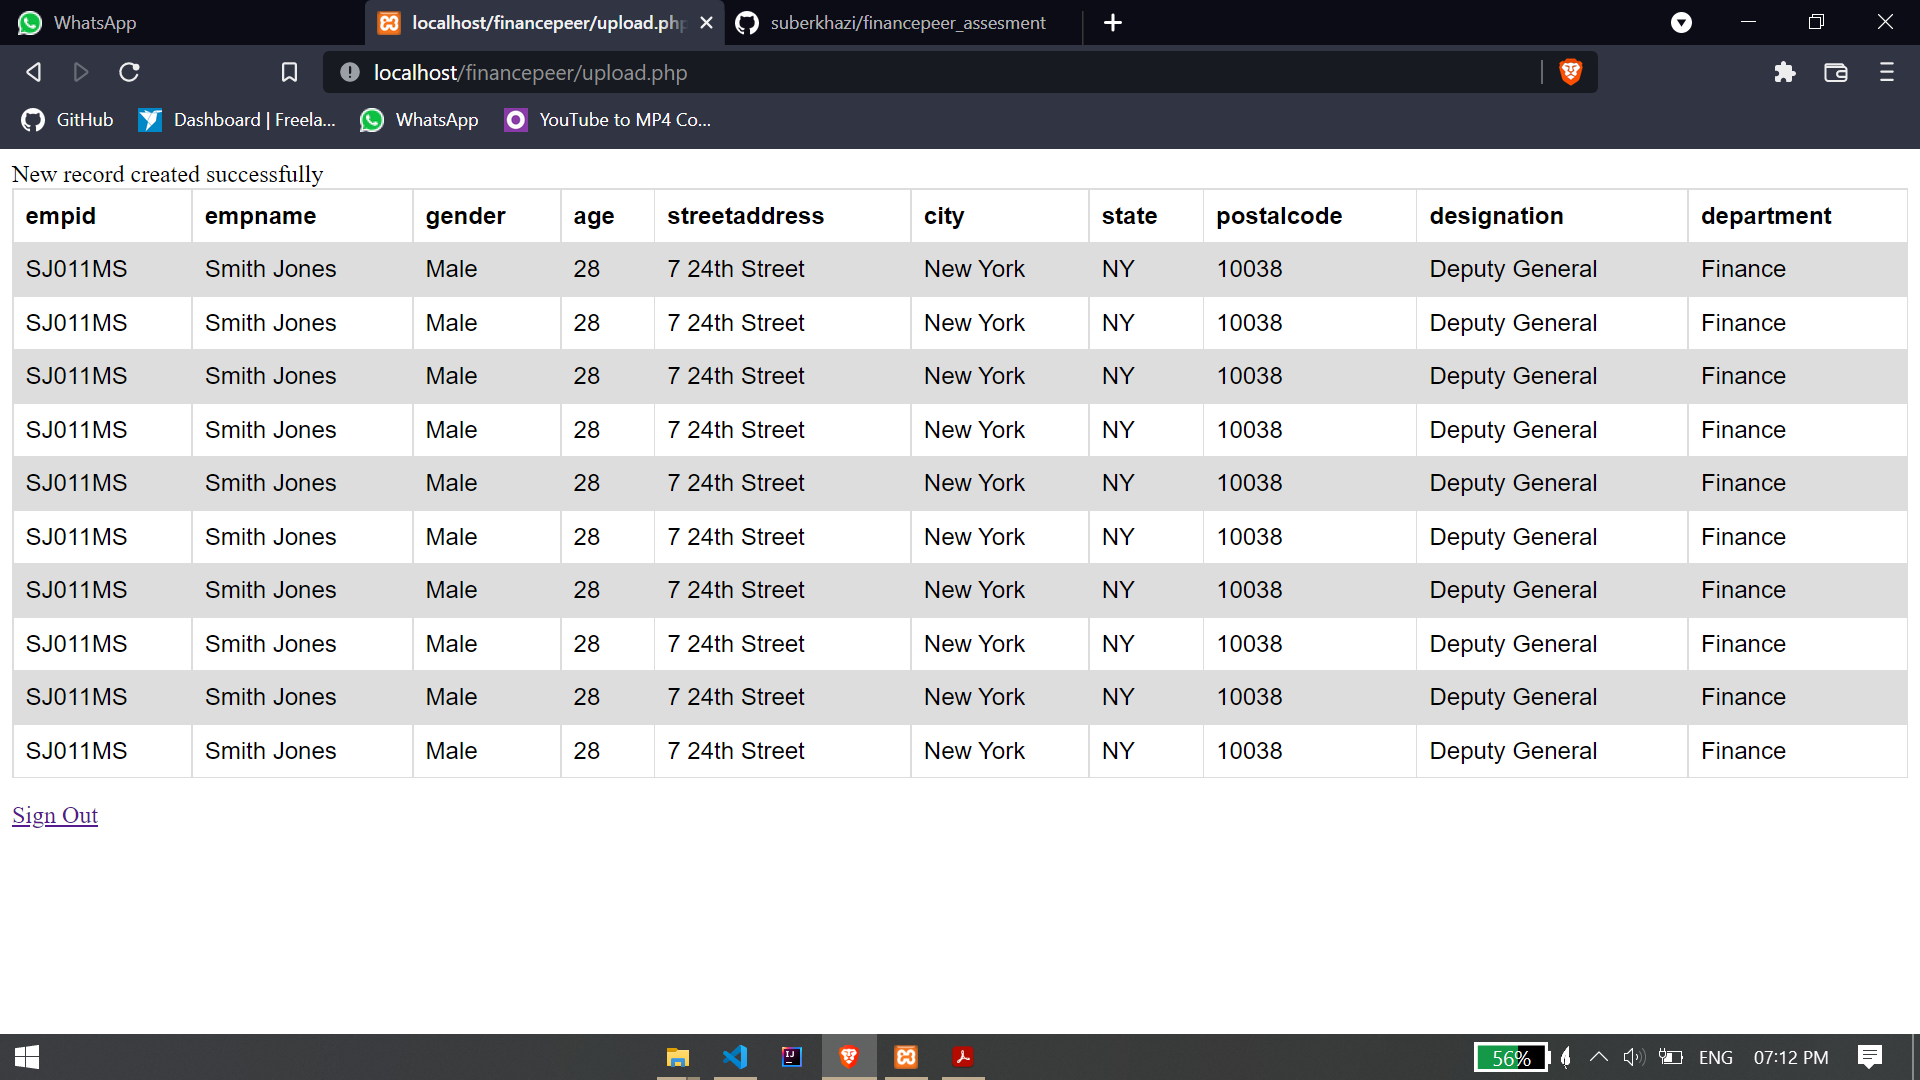 WhatsApp localhost/financepeer/upload.php suberkhazi/financepeer_assesment
localhost/financepeer/upload.php
GitHub Dashboard | Freela... WhatsApp YouTube to MP4 Co...
New record created successfully
empid empname gender age streetaddress city state postalcode designation department
SJ011MS Smith Jones Male 28 7 24th Street New York NY 10038 Deputy General Finance
SJ011MS Smith Jones Male 28 7 24th Street New York NY 10038 Deputy General Finance
SJ011MS Smith Jones Male 28 7 24th Street New York NY 10038 Deputy General Finance
SJ011MS Smith Jones Male 28 7 24th Street New York NY 10038 Deputy General Finance
SJ011MS Smith Jones Male 28 7 24th Street New York NY 10038 Deputy General Finance
SJ011MS Smith Jones Male 28 7 24th Street New York NY 10038 Deputy General Finance
SJ011MS Smith Jones Male 28 7 24th Street New York NY 10038 Deputy General Finance
SJ011MS Smith Jones Male 28 7 24th Street New York NY 10038 Deputy General Finance
SJ011MS Smith Jones Male 28 7 24th Street New York NY 10038 Deputy General Finance
SJ011MS Smith Jones Male 28 7 24th Street New York NY 10038 Deputy General Finance
Sign Out
IJ 56% ENG 07:12 PM